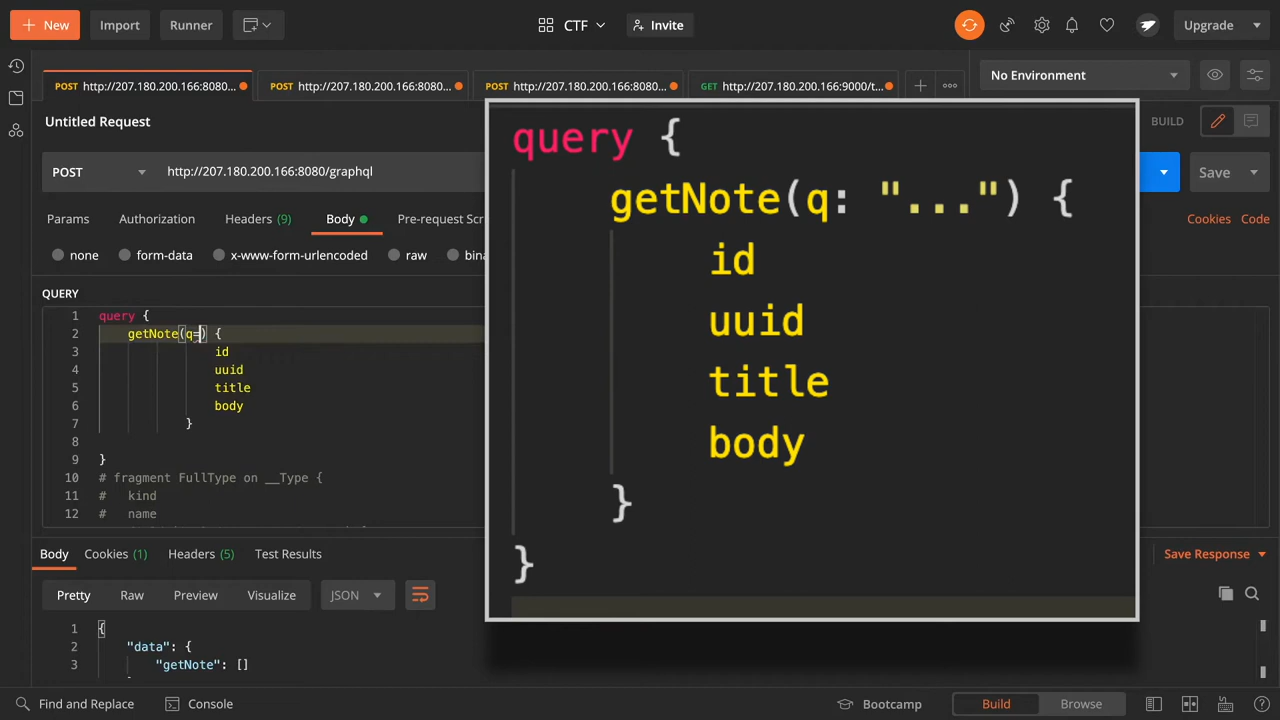 New
Import
Runner
CTF
Invite
Upgrade
POST http://207.180.200.166:8080...
POST http://207.180.200.166:8080...
POST http://207.180.200.166:8080...
GET http://207.180.200.166:9000/t...
No Environment
Untitled Request
BUILD
POST
http://207.180.200.166:8080/graphql
Save
Params
Authorization
Headers (9)
Body
Pre-request Scr
Cookies
Code
none
form-data
x-www-form-urlencoded
raw
bin
QUERY
1 query {
2 getNote(q=) {
3 id
4 uuid
5 title
6 body
7 }
8
9 }
10 # fragment FullType on __Type {
11 # kind
12 # name
query {
getNote(q: "...") {
id
uuid
title
body
}
}
Body
Cookies (1)
Headers (5)
Test Results
Save Response
Pretty
Raw
Preview
Visualize
JSON
1 {
2 "data": {
3 "getNote": []
Find and Replace
Console
Bootcamp
Build
Browse